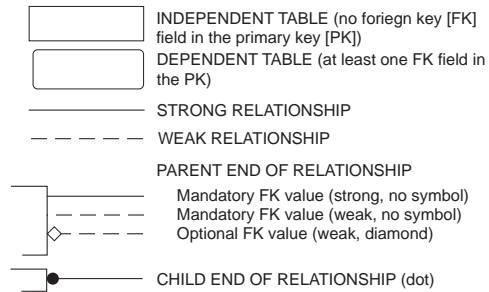 INDEPENDENT TABLE (no foriegn key [FK]
field in the primary key [PK])
DEPENDENT TABLE (at least one FK field in
the PK)
STRONG RELATIONSHIP
WEAK RELATIONSHIP
PARENT END OF RELATIONSHIP
Mandatory FK value (strong, no symbol)
Mandatory FK value (weak, no symbol)
Optional FK value (weak, diamond)
CHILD END OF RELATIONSHIP (dot)